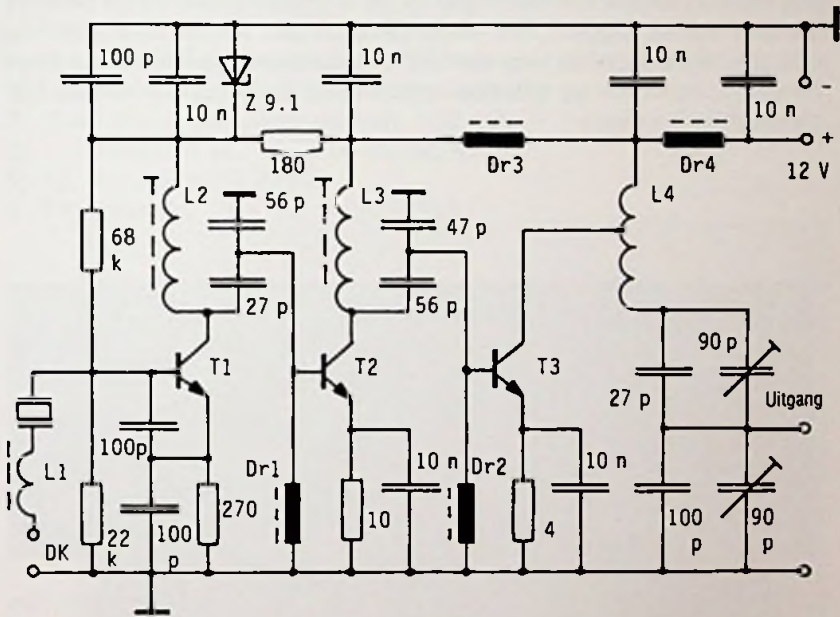 100 p
10 n
Z 9.1
10 n
10 n
10 n
-
+
12 V
180
Dr3
Dr4
L2
56 p
L3
47 p
L4
68 k
27 p
56 p
T1
T2
T3
90 p
27 p
Uitgang
100p
L1
DK
22 k
100 p
270
Dr1
10
10 n
Dr2
4
10 n
100 p
90 p